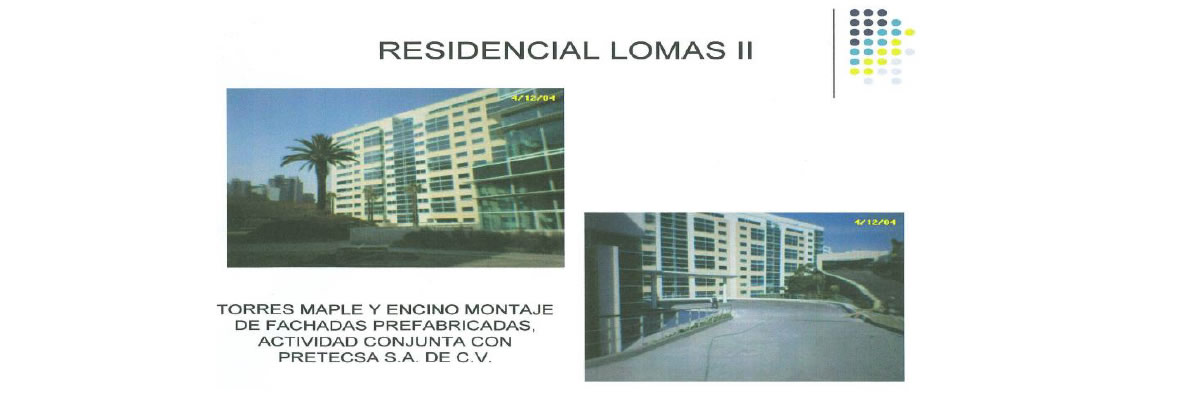 RESIDENCIAL LOMAS II
4/12/04
4/12/04
TORRES MAPLE Y ENCINO MONTAJE
DE FACHADAS PREFABRICADAS,
ACTIVIDAD CONJUNTA CON
PRETECSA S.A. DE C.V.